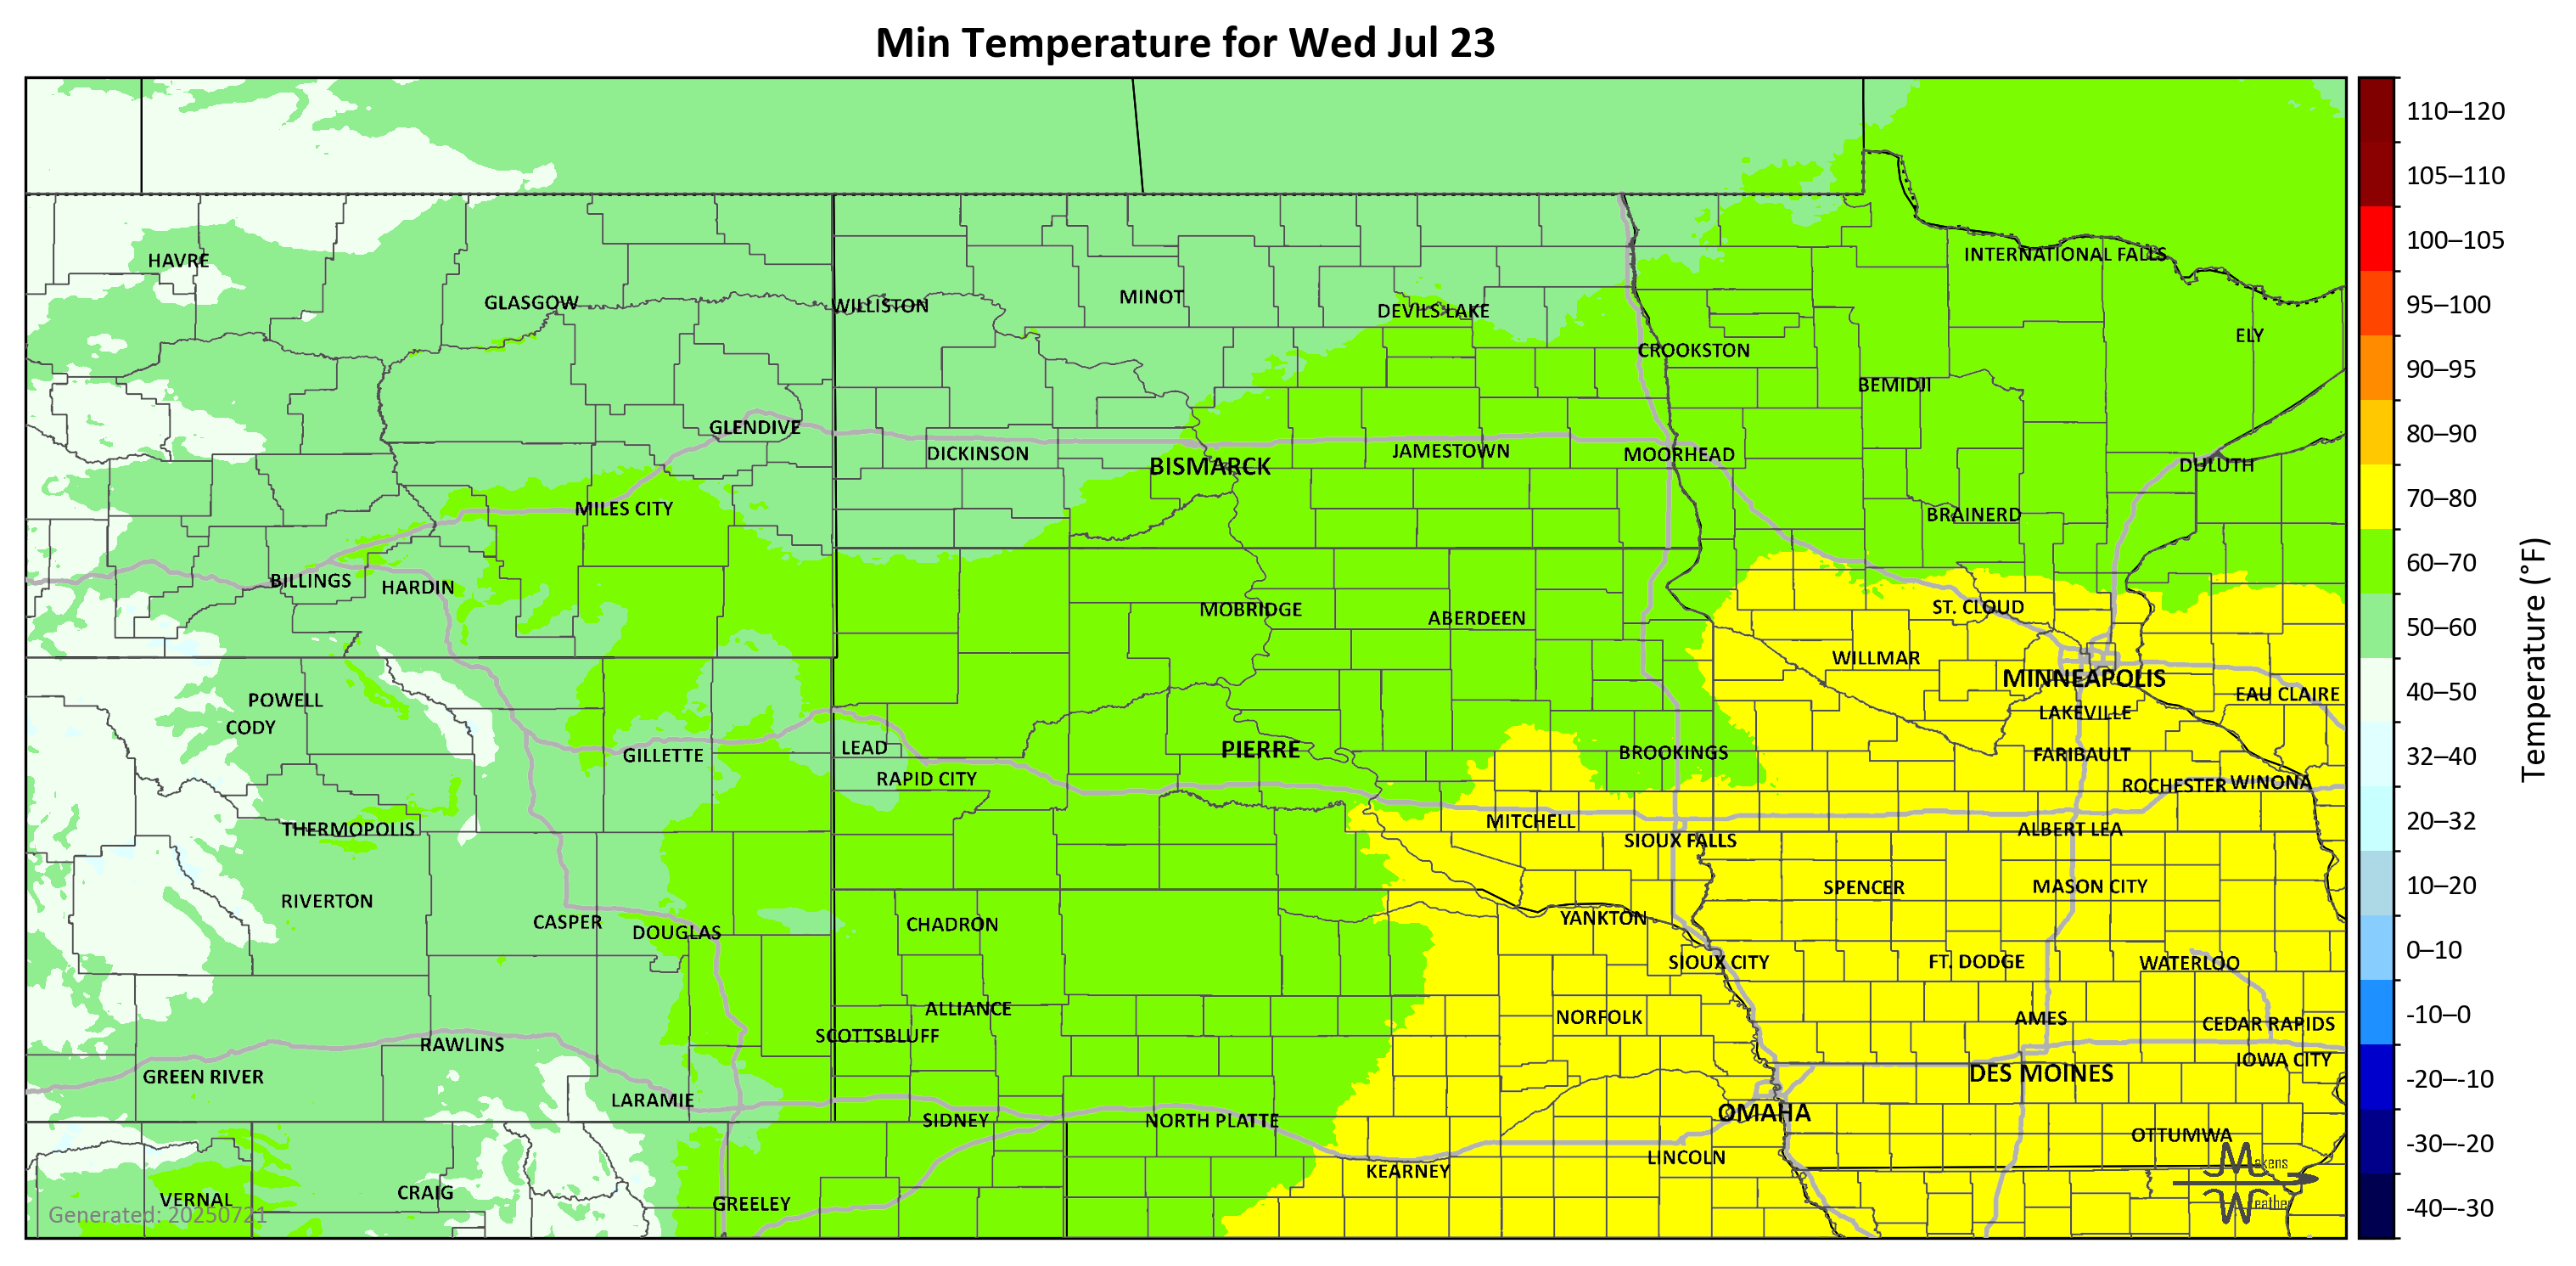 Min Temperature for Wed Jul 23
110–120
105–110
100–105
95–100
90–95
80–90
70–80
60–70
50–60
40–50
32–40
20–32
10–20
0–10
-10–0
-20–-10
-30–-20
-40–-30
Temperature (°F)
HAVRE
INTERNATIONAL FALLS
GLASGOW
WILLISTON
MINOT
DEVILS LAKE
ELY
CROOKSTON
BEMIDJI
GLENDIVE
DICKINSON
BISMARCK
JAMESTOWN
MOORHEAD
DULUTH
MILES CITY
BRAINERD
BILLINGS
HARDIN
MOBRIDGE
ABERDEEN
ST. CLOUD
WILLMAR
MINNEAPOLIS
EAU CLAIRE
POWELL
CODY
LAKEVILLE
GILLETTE
LEAD
PIERRE
BROOKINGS
FARIBAULT
RAPID CITY
ROCHESTER
WINONA
THERMOPOLIS
MITCHELL
SIOUX FALLS
ALBERT LEA
RIVERTON
SPENCER
MASON CITY
CASPER
DOUGLAS
CHADRON
YANKTON
SIOUX CITY
FT. DODGE
WATERLOO
ALLIANCE
NORFOLK
AMES
CEDAR RAPIDS
SCOTTSBLUFF
RAWLINS
IOWA CITY
GREEN RIVER
DES MOINES
LARAMIE
SIDNEY
NORTH PLATTE
OMAHA
OTTUMWA
LINCOLN
KEARNEY
VERNAL
CRAIG
GREELEY
Generated: 20250721
Makens
Weather